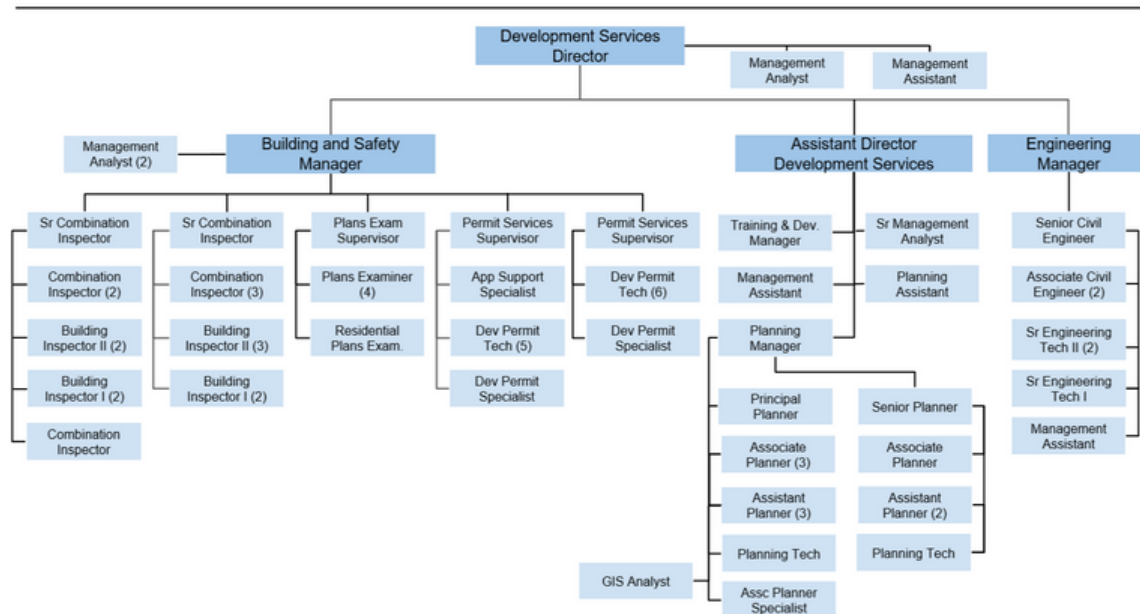 Development Services
Director
Management
Analyst
Management
Assistant
Management
Analyst (2)
Building and Safety
Manager
Assistant Director
Development Services
Engineering
Manager
Sr Combination
Inspector
Combination
Inspector (2)
Building
Inspector II (2)
Building
Inspector I (2)
Combination
Inspector
Sr Combination
Inspector
Combination
Inspector (3)
Building
Inspector II (3)
Building
Inspector I (2)
Plans Exam
Supervisor
Plans Examiner
(4)
Residential
Plans Exam.
Permit Services
Supervisor
App Support
Specialist
Dev Permit
Tech (5)
Dev Permit
Specialist
Permit Services
Supervisor
Dev Permit
Tech (6)
Dev Permit
Specialist
Training & Dev.
Manager
Sr Management
Analyst
Management
Assistant
Planning
Assistant
Planning
Manager
Principal
Planner
Associate
Planner (3)
Assistant
Planner (3)
Planning Tech
Assc Planner
Specialist
GIS Analyst
Senior Planner
Associate
Planner
Assistant
Planner (2)
Planning Tech
Senior Civil
Engineer
Associate Civil
Engineer (2)
Sr Engineering
Tech II (2)
Sr Engineering
Tech I
Management
Assistant